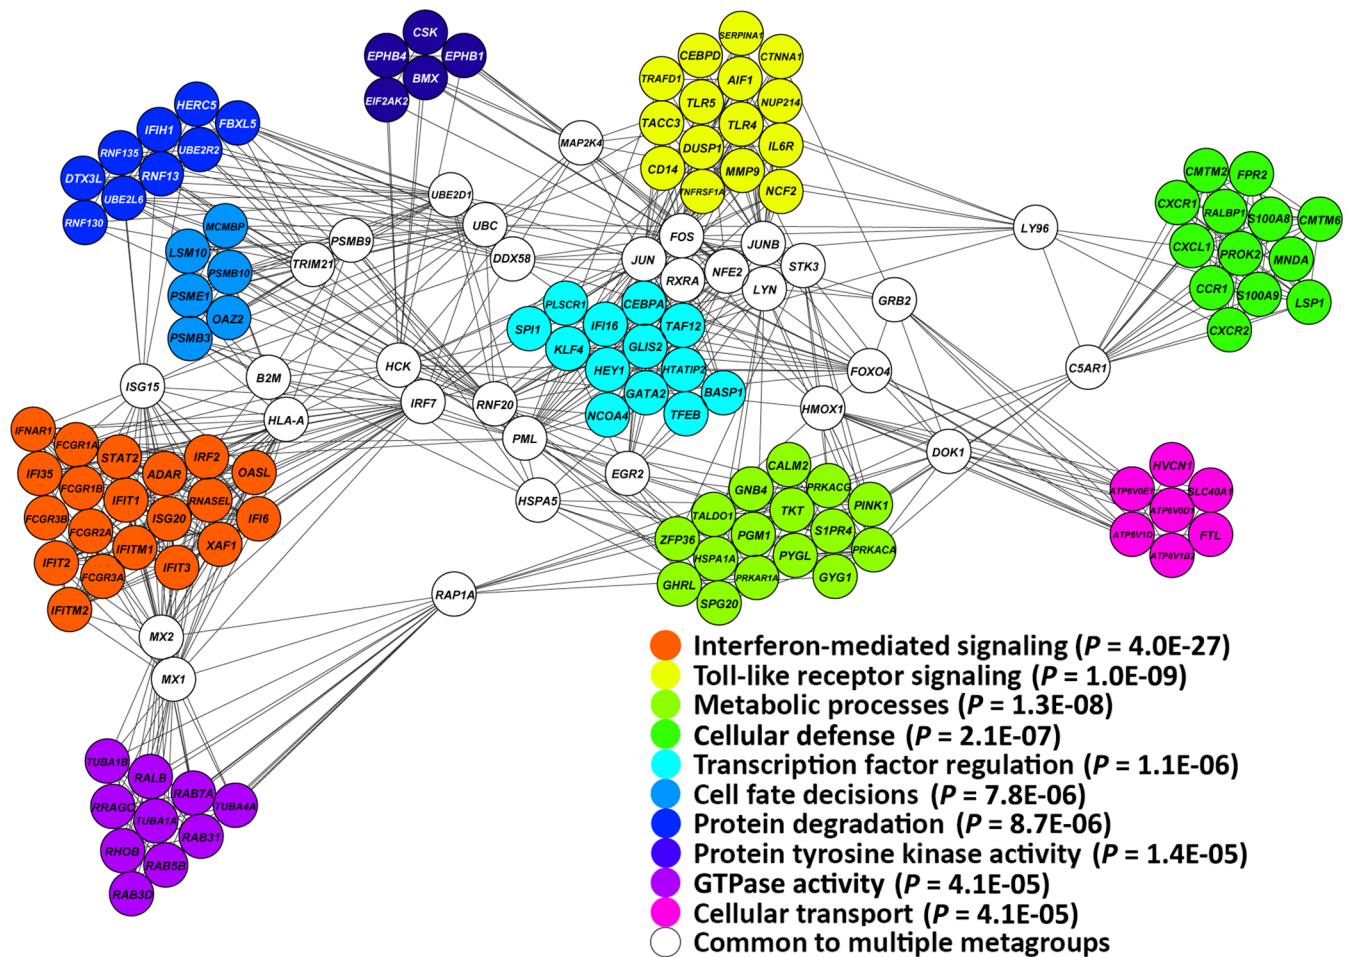 CSK
EPHB4
EPHB1
BMX
EIF2AK2
SERPINA1
CEBPD
CTNNA1
TRAFD1
AIF1
TLR5
NUP214
TACC3
TLR4
DUSP1
IL6R
CD14
MMP9
TNFRSF1A
NCF2
HERC5
IFIH1
FBXL5
RNF135
UBE2R2
DTX3L
RNF13
UBE2L6
RNF130
MAP2K4
UBE2D1
UBC
PSMB9
TRIM21
DDX58
MCMBP
LSM10
PSMB10
PSME1
OAZ2
PSMB3
FOS
JUN
JUNB
NFE2
STK3
RXRA
LYN
LY96
GRB2
CMTM2
FPR2
CXCR1
RALBP1
S100A8
CMTM6
CXCL1
PROK2
MNDA
CCR1
S100A9
LSP1
CXCR2
C5AR1
PLSCR1
CEBPA
SPI1
IFI16
TAF12
KLF4
GLIS2
HEY1
HTATIP2
GATA2
BASP1
NCOA4
TFEB
ISG15
B2M
HCK
HLA-A
IRF7
RNF20
PML
HSPA5
EGR2
FOXO4
HMOX1
DOK1
IFNAR1
FCGR1A
STAT2
IRF2
IFI35
ADAR
OASL
FCGR1B
IFIT1
RNASEL
FCGR3B
FCGR2A
ISG20
IFI6
IFITM1
XAF1
IFIT2
FCGR3A
IFIT3
IFITM2
CALM2
GNB4
PRKACG
TALDO1
TKT
PINK1
ZFP36
PGM1
S1PR4
HSPA1A
PYGL
PRKACA
GHRL
PRKAR1A
GYG1
SPG20
HVCN1
ATP6V0E1
SLC40A1
ATP6V0D1
ATP6V1D
FTL
ATP6V1B2
RAP1A
MX2
MX1
TUBA1B
RALB
RAB7A
RRAGC
TUBA4A
TUBA1A
RAB31
RHOB
RAB5B
RAB3D
Interferon-mediated signaling (P = 4.0E-27)
Toll-like receptor signaling (P = 1.0E-09)
Metabolic processes (P = 1.3E-08)
Cellular defense (P = 2.1E-07)
Transcription factor regulation (P = 1.1E-06)
Cell fate decisions (P = 7.8E-06)
Protein degradation (P = 8.7E-06)
Protein tyrosine kinase activity (P = 1.4E-05)
GTPase activity (P = 4.1E-05)
Cellular transport (P = 4.1E-05)
Common to multiple metagroups